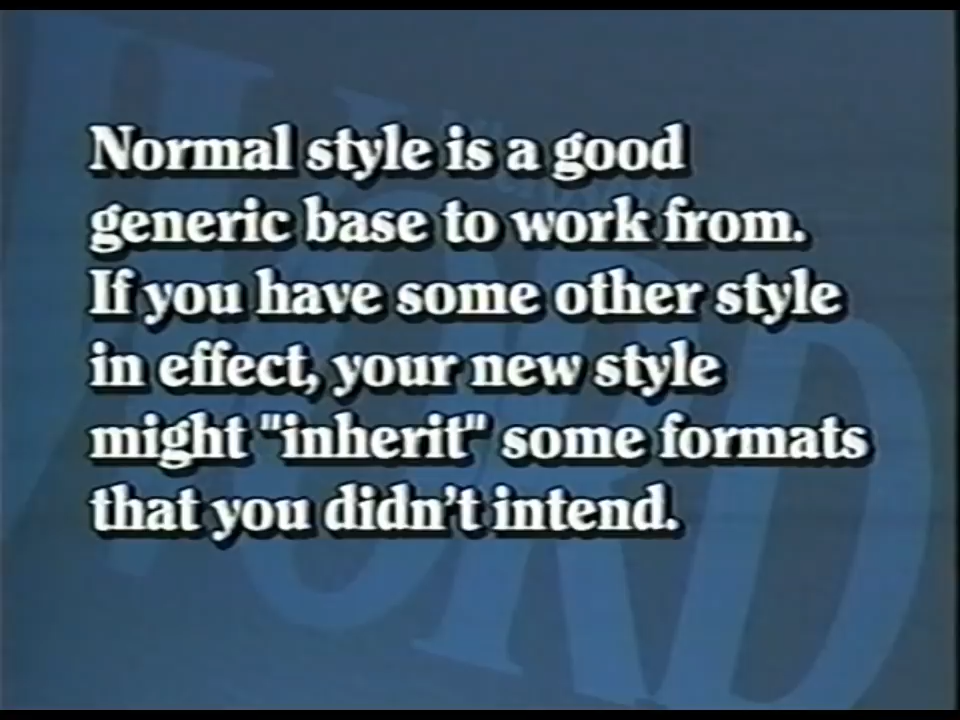 Normal style is a good
generic base to work from.
If you have some other style
in effect, your new style
might "inherit" some formats
that you didn't intend.
WORD